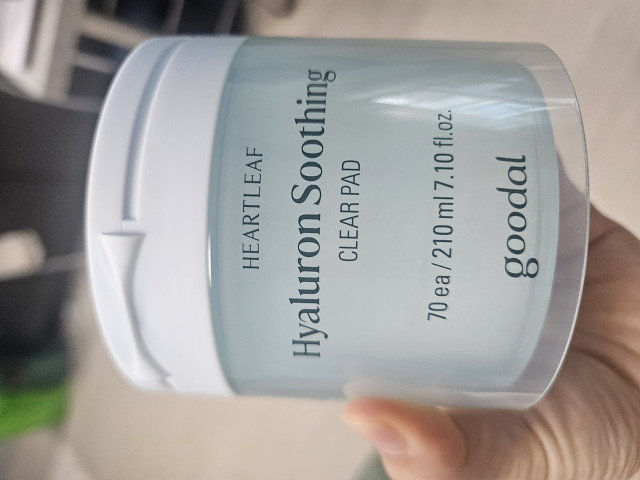 HEARTLEAF
Hyaluron Soothing
CLEAR PAD
70 ea / 210 ml 7.10 fl.oz.
goodal